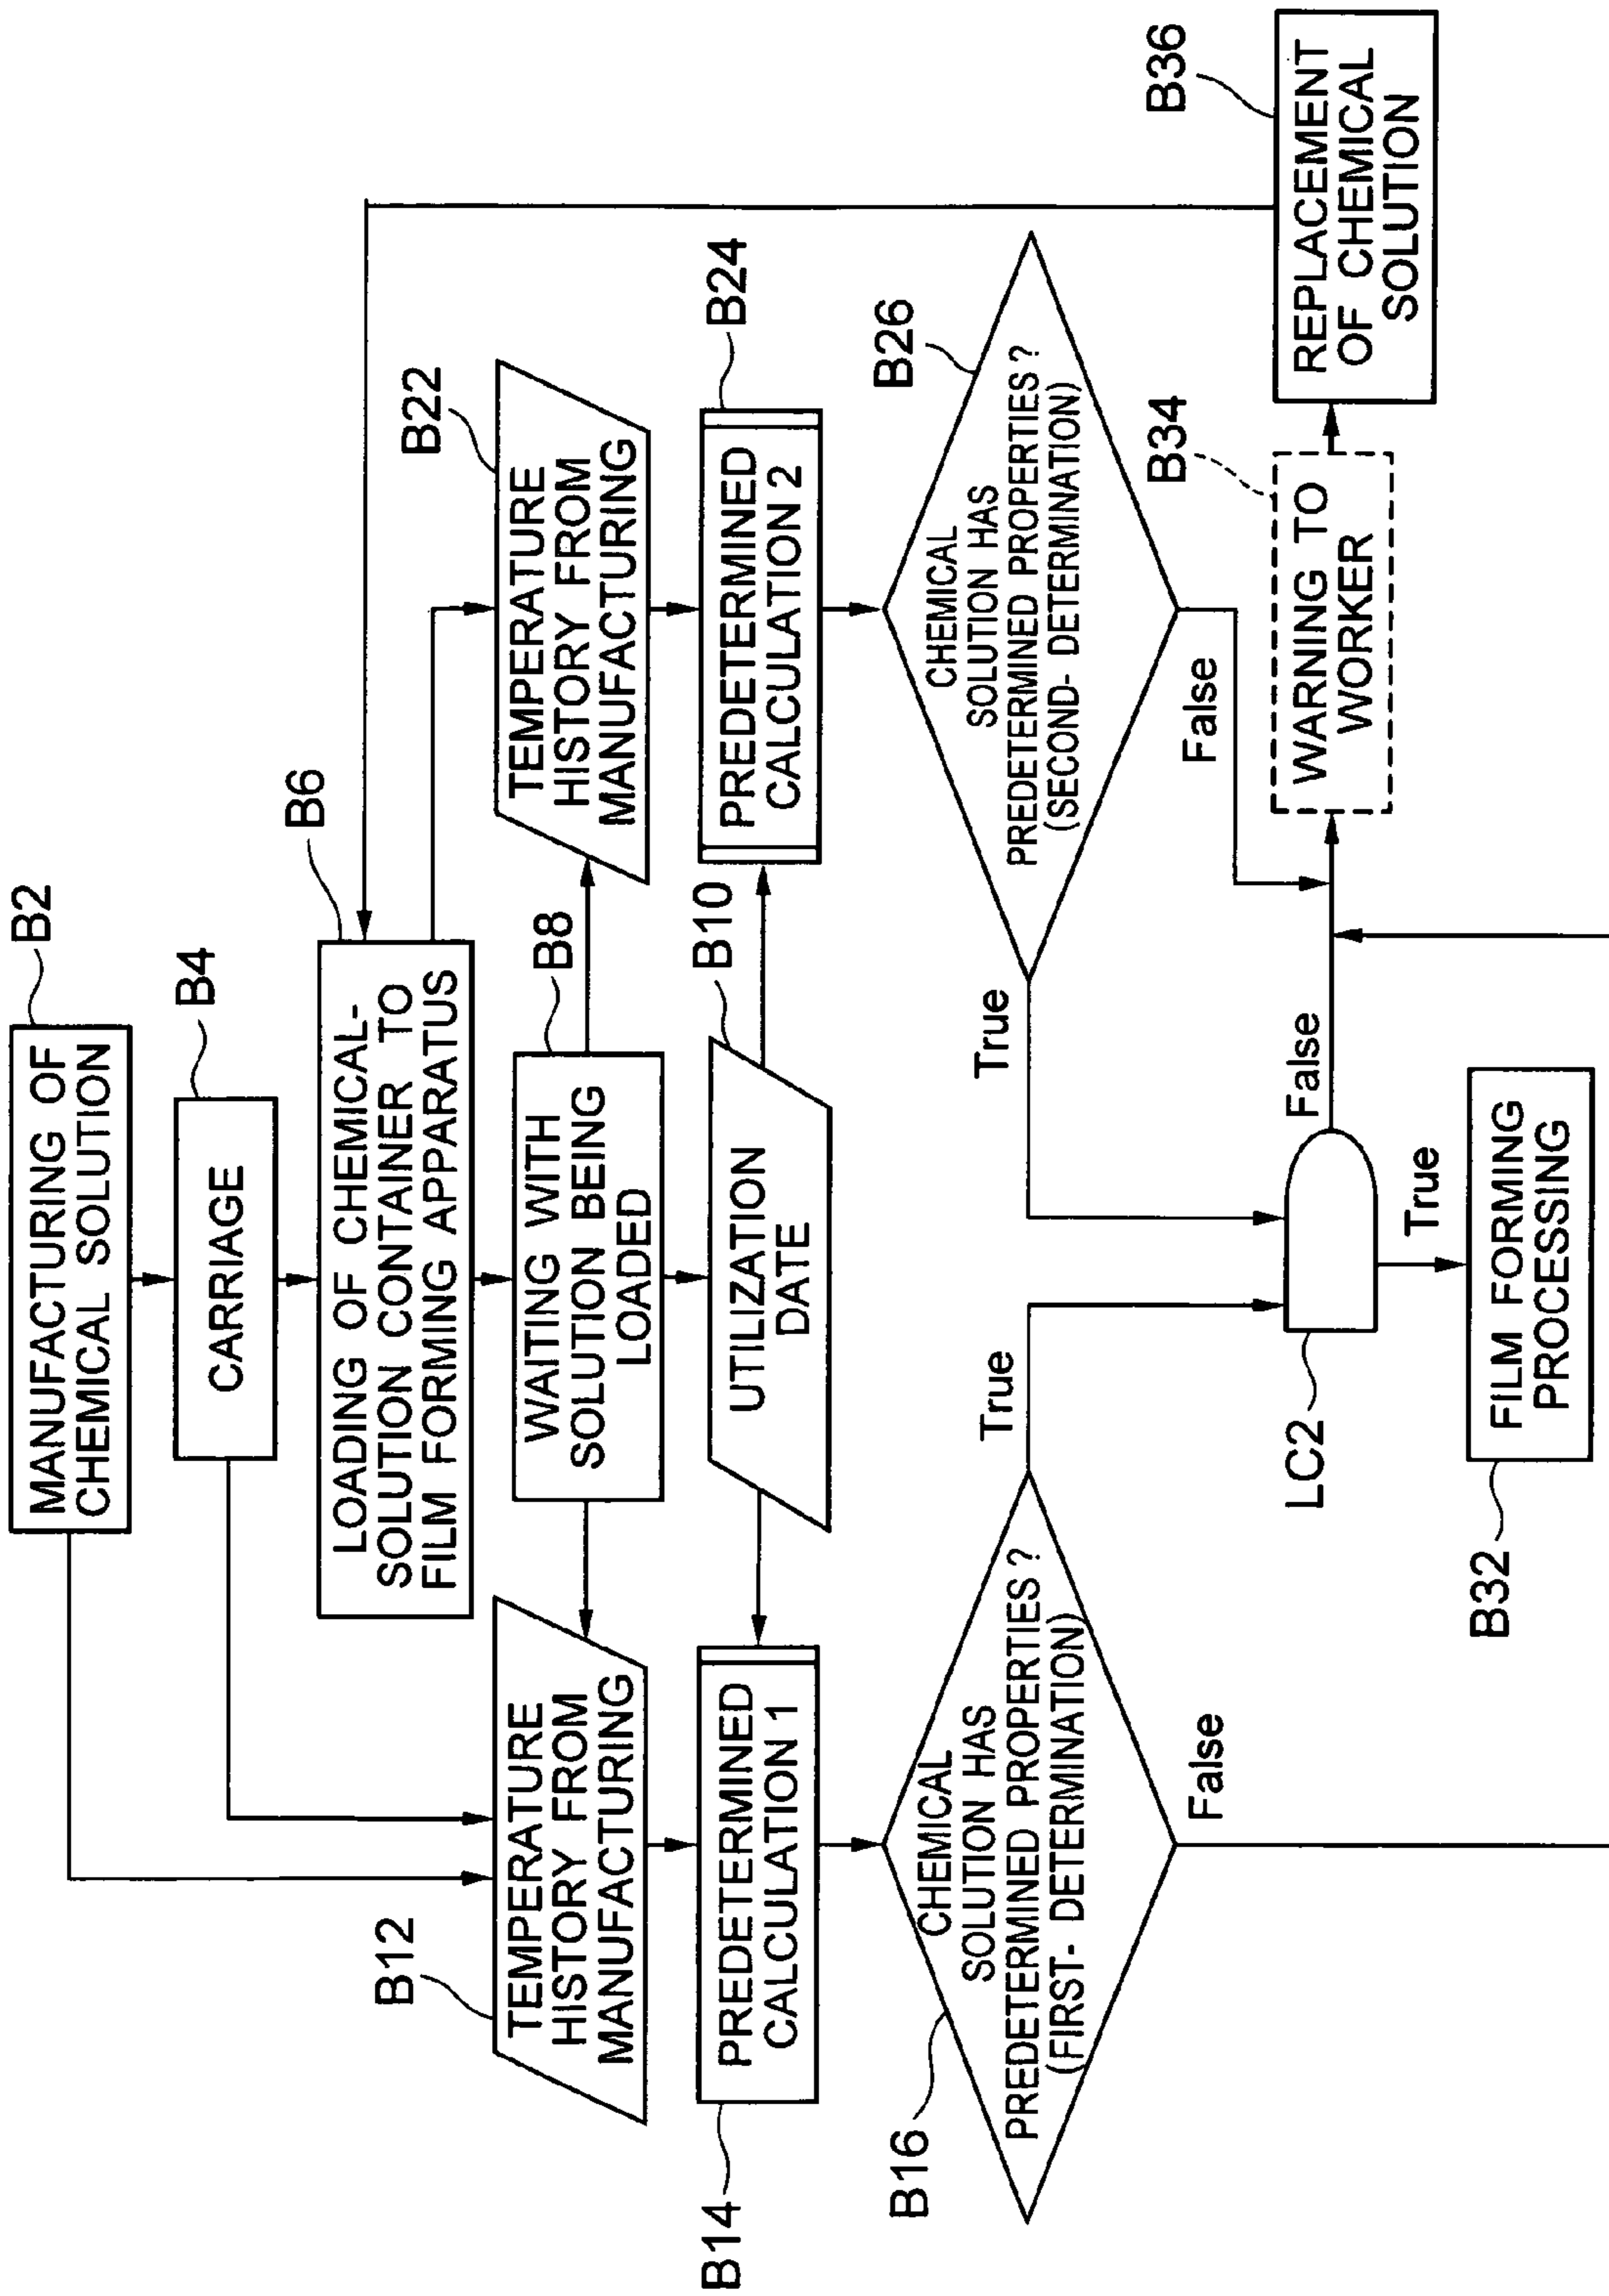 B2
MANUFACTURING OF
CHEMICAL SOLUTION
B4
CARRIAGE
B6
LOADING OF CHEMICAL-
SOLUTION CONTAINER TO
FILM FORMING APPARATUS
B12
TEMPERATURE
HISTORY FROM
MANUFACTURING
B8
WAITING WITH
SOLUTION BEING
LOADED
B22
TEMPERATURE
HISTORY FROM
MANUFACTURING
B14
PREDETERMINED
CALCULATION 1
B10
UTILIZATION
DATE
B24
PREDETERMINED
CALCULATION 2
B16
CHEMICAL
SOLUTION HAS
PREDETERMINED PROPERTIES ?
(FIRST- DETERMINATION)
True
True
B26
CHEMICAL
SOLUTION HAS
PREDETERMINED PROPERTIES ?
(SECOND- DETERMINATION)
False
False
LC2
False
True
B34
WARNING TO
WORKER
B36
REPLACEMENT
OF CHEMICAL
SOLUTION
B32
FILM FORMING
PROCESSING